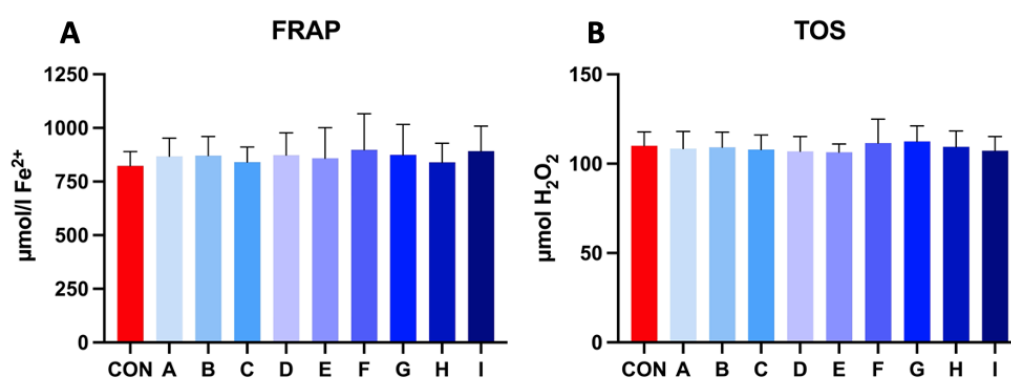 A FRAP
1250
1000
750
500
250
0
µmol/l Fe²⁺
CON A B C D E F G H I
B TOS
150
100
50
0
µmol H₂O₂
CON A B C D E F G H I